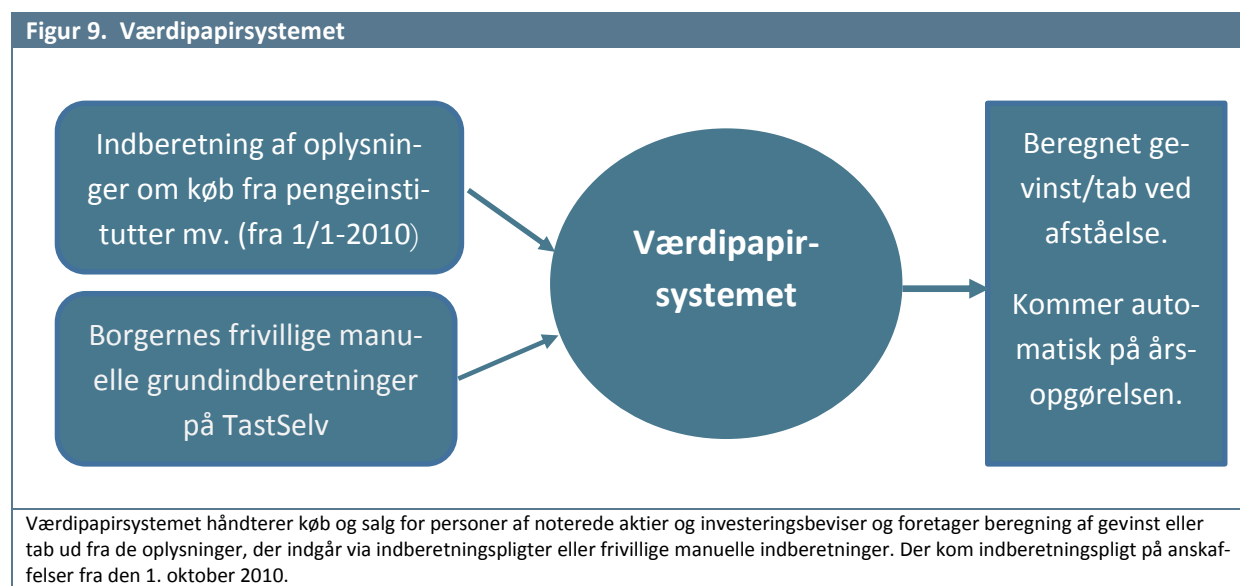 Figur 9. Værdipapirsystemet
Indberetning af oplysnin-
ger om køb fra pengeinsti-
tutter mv. (fra 1/1-2010)
Borgernes frivillige manu-
elle grundindberetninger
på TastSelv
Værdipapir-
systemet
Beregnet ge-
vinst/tab ved
afståelse.
Kommer auto-
matisk på års-
opgørelsen.
Værdipapirsystemet håndterer køb og salg for personer af noterede aktier og investeringsbeviser og foretager beregning af gevinst eller
tab ud fra de oplysninger, der indgår via indberetningspligter eller frivillige manuelle indberetninger. Der kom indberetningspligt på anskaf-
felser fra den 1. oktober 2010.